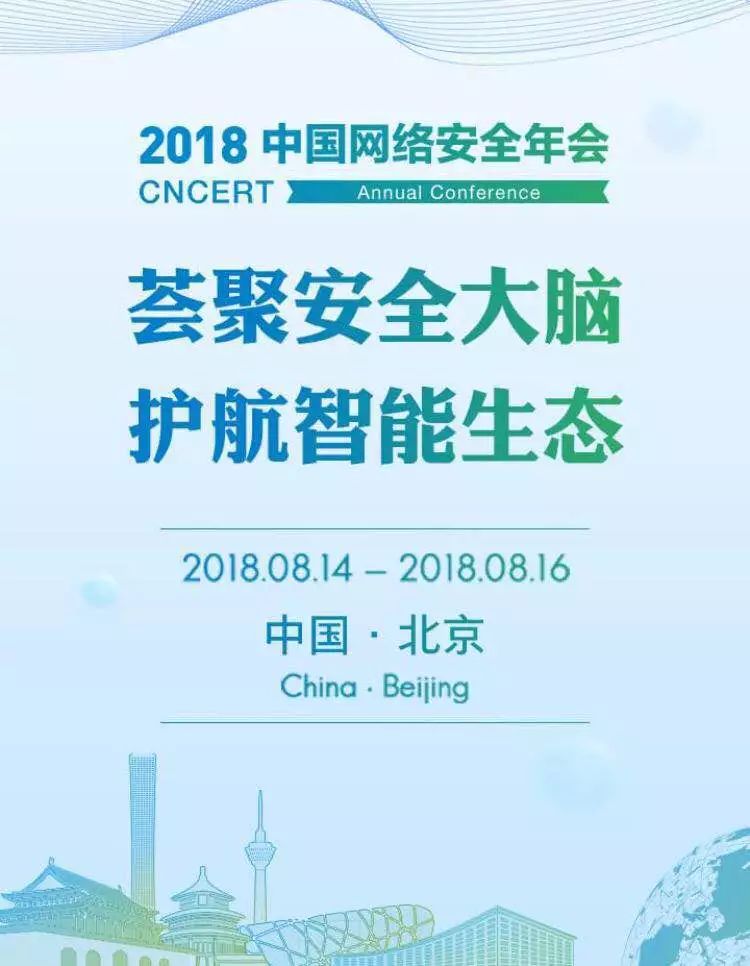 2018 中国网络安全年会
CNCERT Annual Conference
荟聚安全大脑
护航智能生态
2018.08.14 – 2018.08.16
中国 · 北京
China · Beijing